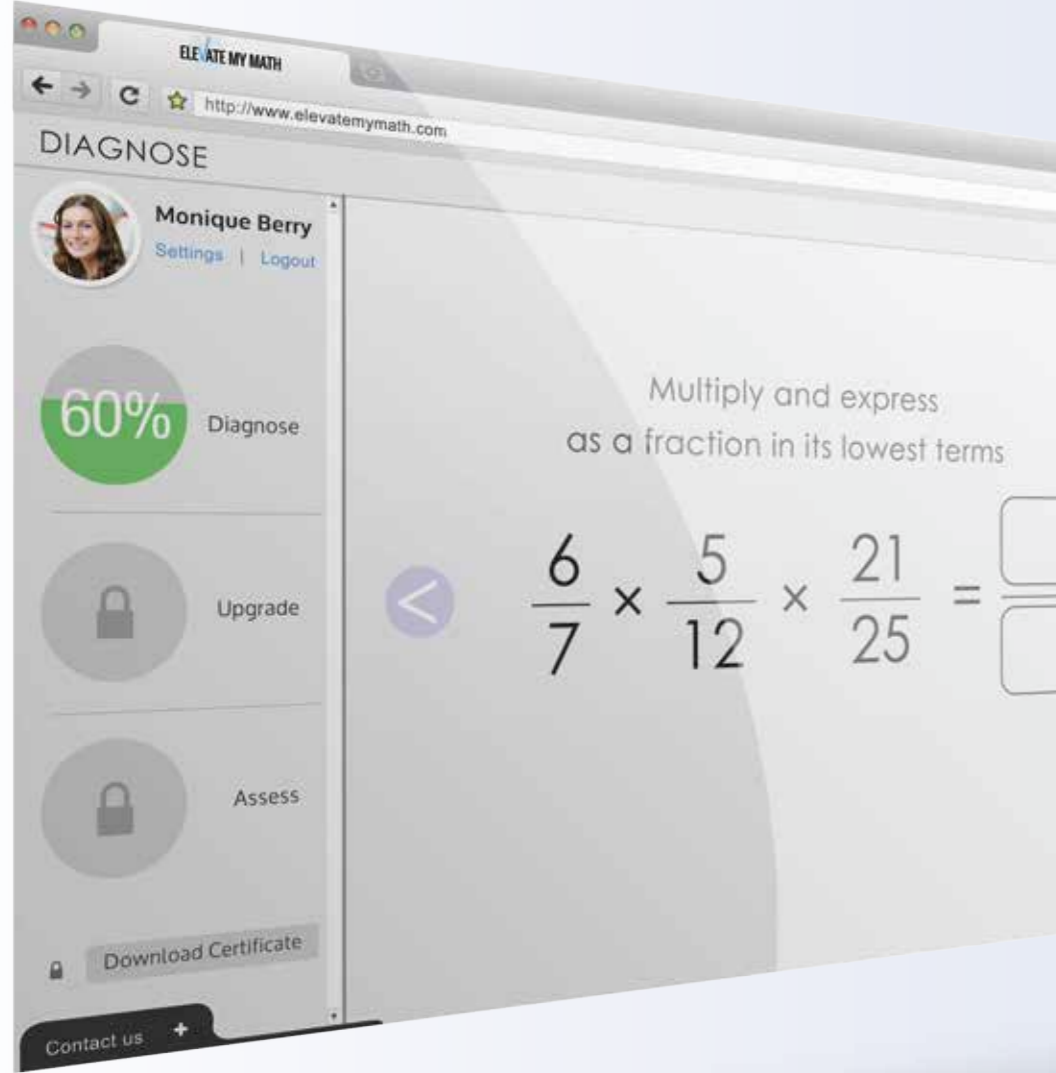 ELEVATE MY MATH
http://www.elevatemymath.com
DIAGNOSE
Monique Berry
Settings | Logout
60% Diagnose
Upgrade
Assess
Download Certificate
Contact us +
Multiply and express
as a fraction in its lowest terms
6/7 × 5/12 × 21/25 =